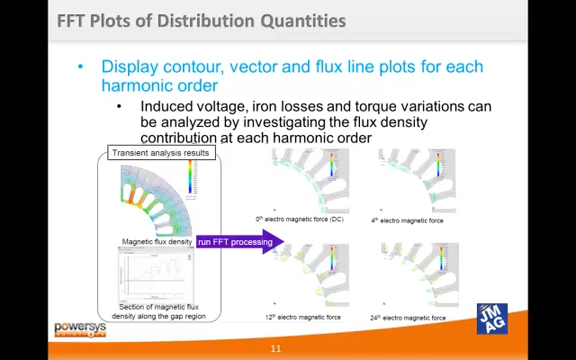 FFT Plots of Distribution Quantities
• Display contour, vector and flux line plots for each
harmonic order
• Induced voltage, iron losses and torque variations can
be analyzed by investigating the flux density
contribution at each harmonic order
Transient analysis results
Magnetic flux density
run FFT processing
Section of magnetic flux
density along the gap region
0th electro magnetic force (DC)
4th electro magnetic force
12th electro magnetic force
24th electro magnetic force
powersys
JM
AG
11